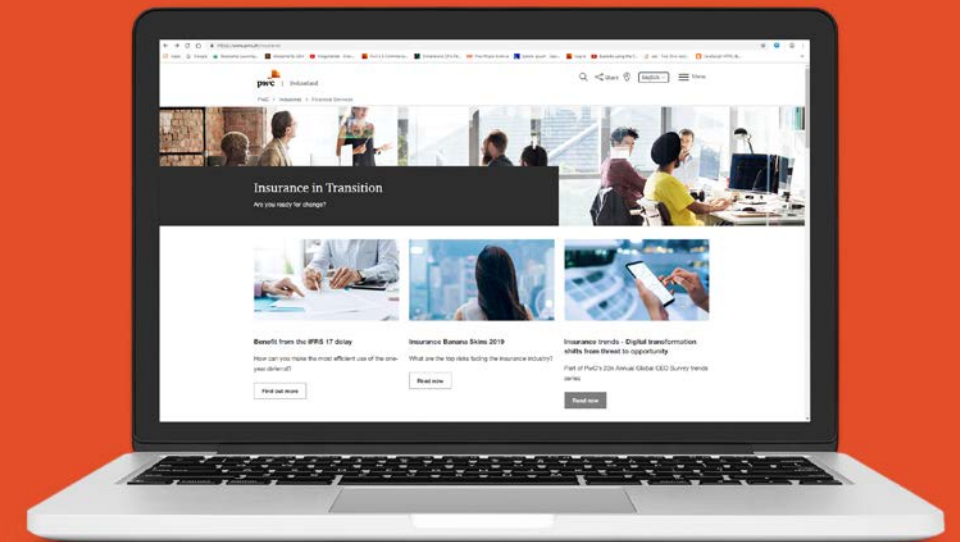 pwc | Switzerland
Share
English
Menu
PwC > Industries > Financial Services
Insurance in Transition
Are you ready for change?
Benefit from the IFRS 17 delay
How can you make the most efficient use of the one-
year deferral?
Find out more
Insurance Banana Skins 2019
What are the top risks facing the insurance industry?
Read now
Insurance trends - Digital transformation
shifts from threat to opportunity
Part of PwC's 22n Annual Global CEO Survey trends
series
Read now